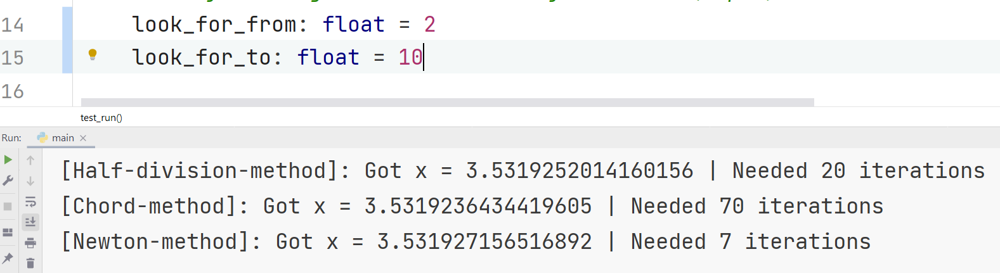 14 look_for_from: float = 2
15 look_for_to: float = 10
16
test_run()
Run: main
[Half-division-method]: Got x = 3.5319252014160156 | Needed 20 iterations
[Chord-method]: Got x = 3.5319236434419605 | Needed 70 iterations
[Newton-method]: Got x = 3.531927156516892 | Needed 7 iterations